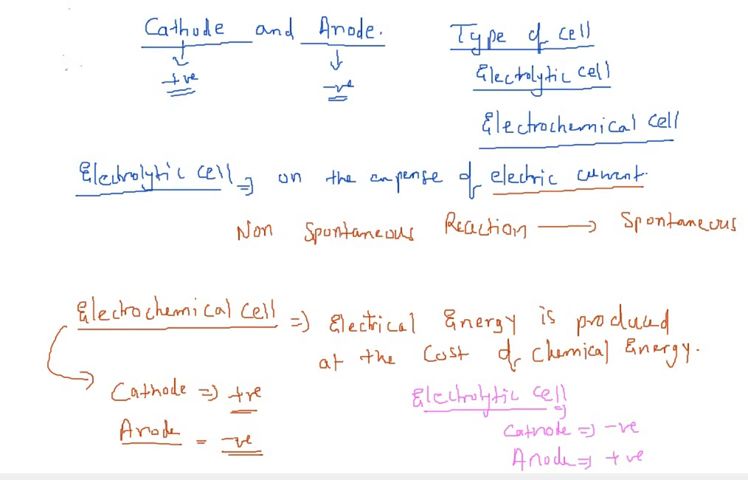 Cathode and Anode.
+ve
-ve
Type of cell
Electrolytic cell
Electrochemical cell
Electrolytic cell => on the expense of electric current.
Non Spontaneous Reaction → Spontaneous
Electrochemical cell => Electrical Energy is produced
at the cost of chemical Energy.
Cathode => +ve
Anode = -ve
Electrolytic cell =>
Cathode => -ve
Anode => +ve